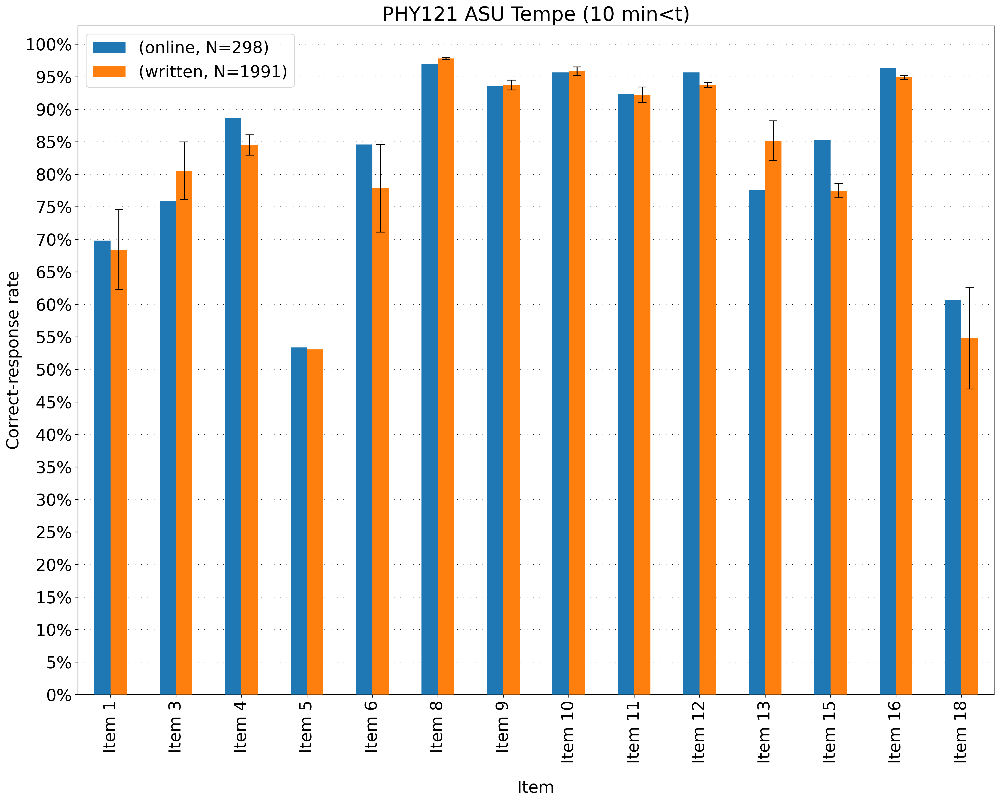 PHY121 ASU Tempe (10 min<t)
(online, N=298)
(written, N=1991)
Correct-response rate
100%
95%
90%
85%
80%
75%
70%
65%
60%
55%
50%
45%
40%
35%
30%
25%
20%
15%
10%
5%
0%
Item 1
Item 3
Item 4
Item 5
Item 6
Item 8
Item 9
Item 10
Item 11
Item 12
Item 13
Item 15
Item 16
Item 18
Item